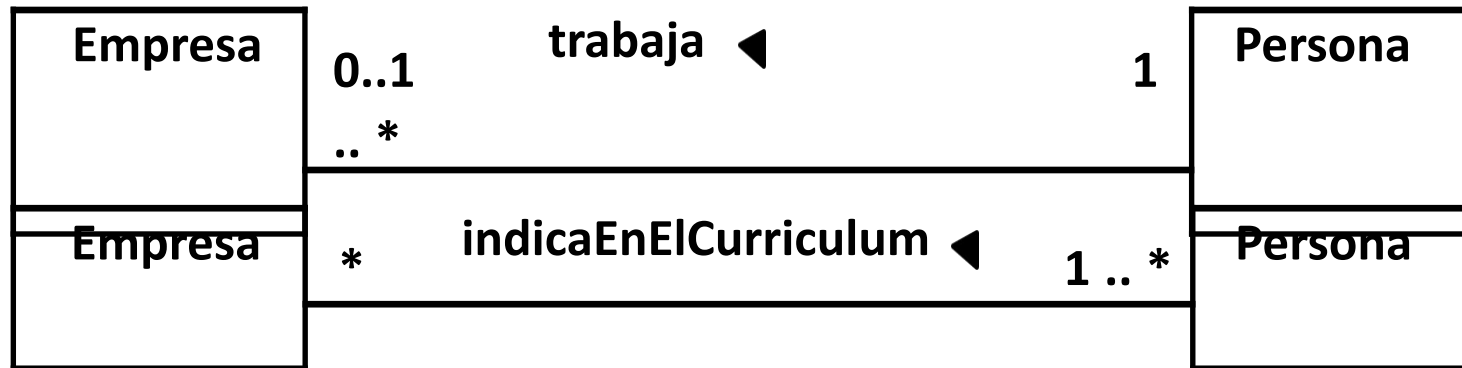 Empresa
trabaja
Persona
0..1
1
.. *
Empresa
indicaEnElCurriculum
Persona
*
1 .. *